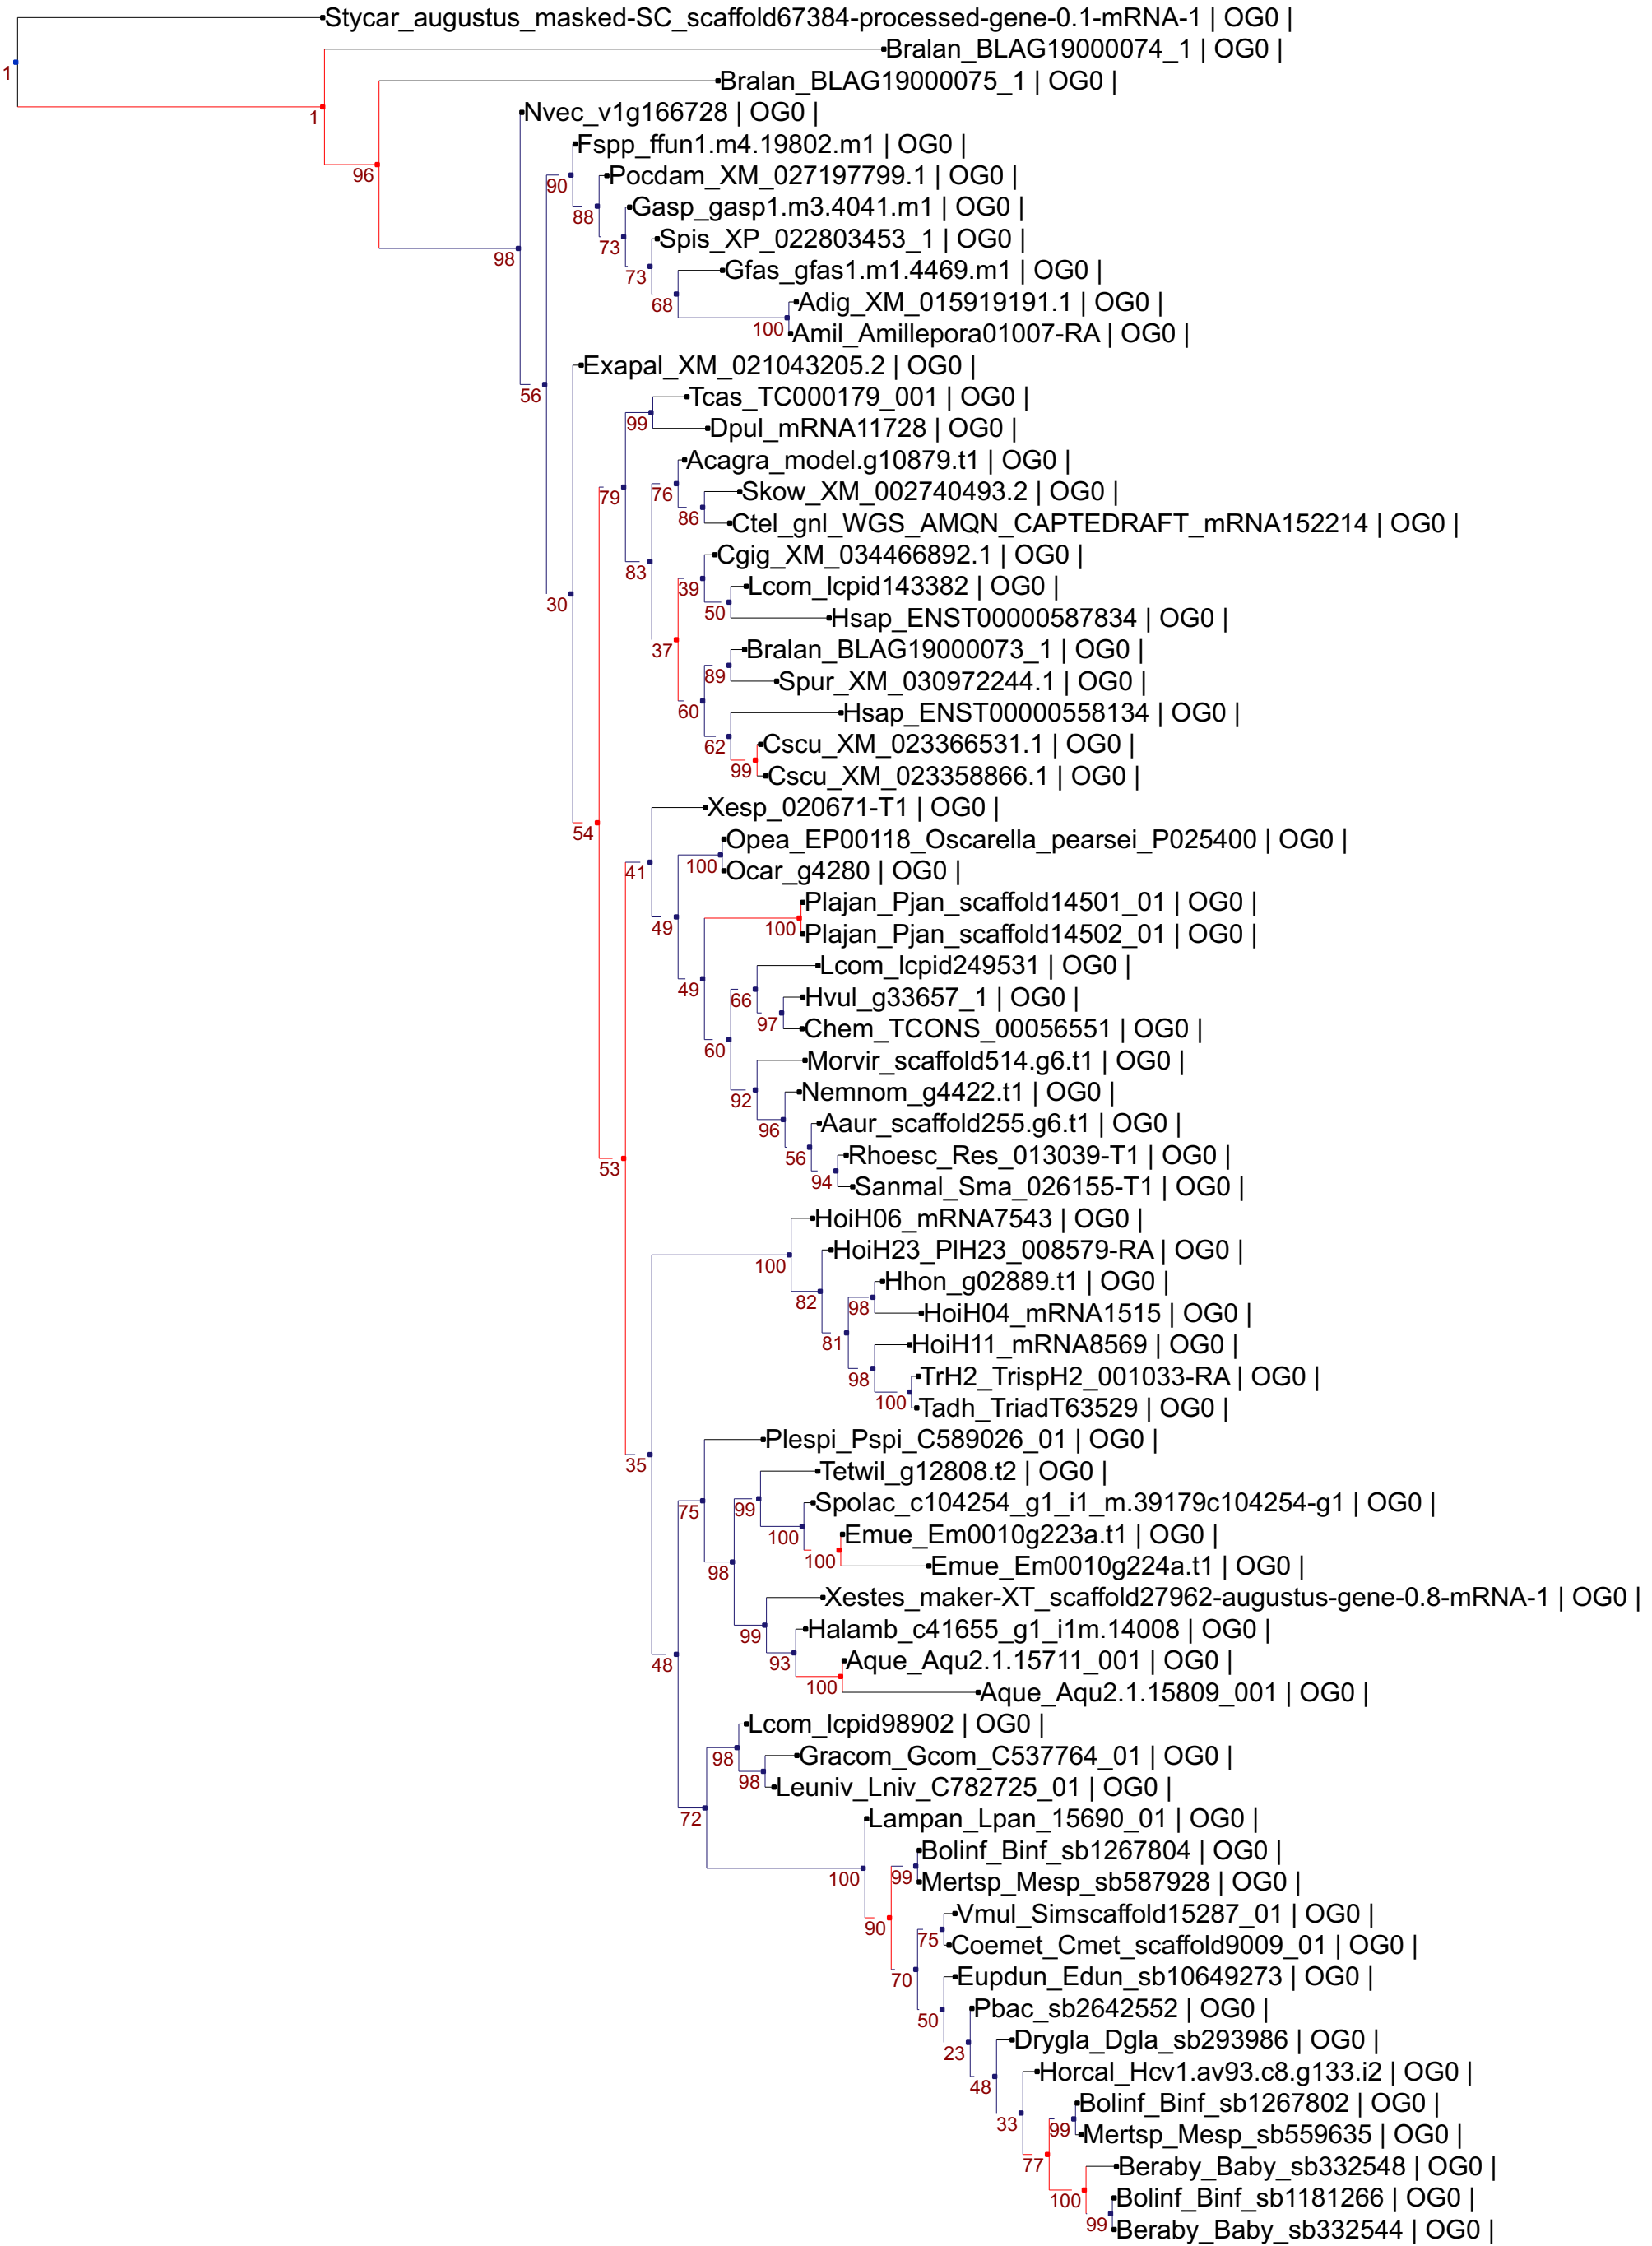 Stycar_augustus_masked-SC_scaffold67384-processed-gene-0.1-mRNA-1 | OG0 |
Bralan_BLAG19000074_1 | OG0 |
1
Bralan_BLAG19000075_1 | OG0 |
1
Nvec_v1g166728 | OG0 |
Fspp_ffun1.m4.19802.m1 | OG0 |
96
Pocdam_XM_027197799.1 | OG0 |
90
Gasp_gasp1.m3.4041.m1 | OG0 |
88
Spis_XP_022803453_1 | OG0 |
73
98
Gfas_gfas1.m1.4469.m1 | OG0 |
73
Adig_XM_015919191.1 | OG0 |
68
Amil_Amillepora01007-RA | OG0 |
100
Exapal_XM_021043205.2 | OG0 |
56
Tcas_TC000179_001 | OG0 |
99
Dpul_mRNA11728 | OG0 |
Acagra_model.g10879.t1 | OG0 |
79
76
Skow_XM_002740493.2 | OG0 |
86
Ctel_gnl_WGS_AMQN_CAPTEDRAFT_mRNA152214 | OG0 |
Cgig_XM_034466892.1 | OG0 |
83
39
Lcom_lcpid143382 | OG0 |
30
50
Hsap_ENST00000587834 | OG0 |
37
Bralan_BLAG19000073_1 | OG0 |
89
Spur_XM_030972244.1 | OG0 |
60
Hsap_ENST00000558134 | OG0 |
62
Cscu_XM_023366531.1 | OG0 |
99
Cscu_XM_023358866.1 | OG0 |
Xesp_020671-T1 | OG0 |
54
Opea_EP00118_Oscarella_pearsei_P025400 | OG0 |
100
41
Ocar_g4280 | OG0 |
Plajan_Pjan_scaffold14501_01 | OG0 |
49
100
Plajan_Pjan_scaffold14502_01 | OG0 |
Lcom_lcpid249531 | OG0 |
49
66
Hvul_g33657_1 | OG0 |
97
Chem_TCONS_00056551 | OG0 |
60
Morvir_scaffold514.g6.t1 | OG0 |
92
Nemnom_g4422.t1 | OG0 |
96
Aaur_scaffold255.g6.t1 | OG0 |
56
Rhoesc_Res_013039-T1 | OG0 |
53
94
Sanmal_Sma_026155-T1 | OG0 |
HoiH06_mRNA7543 | OG0 |
HoiH23_PlH23_008579-RA | OG0 |
100
Hhon_g02889.t1 | OG0 |
82
98
HoiH04_mRNA1515 | OG0 |
81
HoiH11_mRNA8569 | OG0 |
98
TrH2_TrispH2_001033-RA | OG0 |
100
Tadh_TriadT63529 | OG0 |
Plespi_Pspi_C589026_01 | OG0 |
35
Tetwil_g12808.t2 | OG0 |
75
99
Spolac_c104254_g1_i1_m.39179c104254-g1 | OG0 |
100
Emue_Em0010g223a.t1 | OG0 |
100
Emue_Em0010g224a.t1 | OG0 |
98
Xestes_maker-XT_scaffold27962-augustus-gene-0.8-mRNA-1 | OG0 |
99
Halamb_c41655_g1_i1m.14008 | OG0 |
48
93
Aque_Aqu2.1.15711_001 | OG0 |
100
Aque_Aqu2.1.15809_001 | OG0 |
Lcom_lcpid98902 | OG0 |
98
Gracom_Gcom_C537764_01 | OG0 |
98
Leuniv_Lniv_C782725_01 | OG0 |
72
Lampan_Lpan_15690_01 | OG0 |
Bolinf_Binf_sb1267804 | OG0 |
100
99
Mertsp_Mesp_sb587928 | OG0 |
Vmul_Simscaffold15287_01 | OG0 |
90
75
Coemet_Cmet_scaffold9009_01 | OG0 |
70
Eupdun_Edun_sb10649273 | OG0 |
Pbac_sb2642552 | OG0 |
50
Drygla_Dgla_sb293986 | OG0 |
23
Horcal_Hcv1.av93.c8.g133.i2 | OG0 |
48
Bolinf_Binf_sb1267802 | OG0 |
33
99
Mertsp_Mesp_sb559635 | OG0 |
77
Beraby_Baby_sb332548 | OG0 |
100
Bolinf_Binf_sb1181266 | OG0 |
99
Beraby_Baby_sb332544 | OG0 |